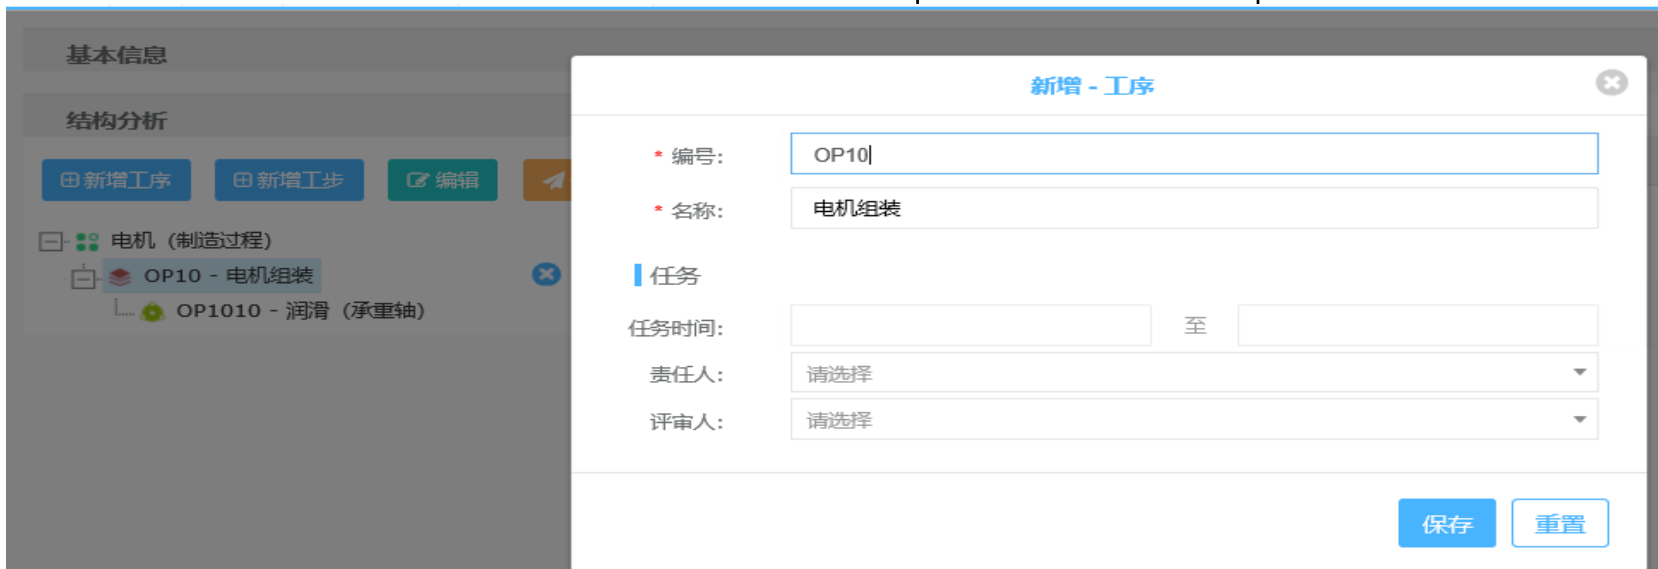 基本信息
结构分析
新增工序 新增工步 编辑
电机（制造过程）
OP10 - 电机组装
OP1010 - 润滑（承重轴）
新增 - 工序
* 编号: OP10
* 名称: 电机组装
任务
任务时间: 至
责任人: 请选择
评审人: 请选择
保存 重置